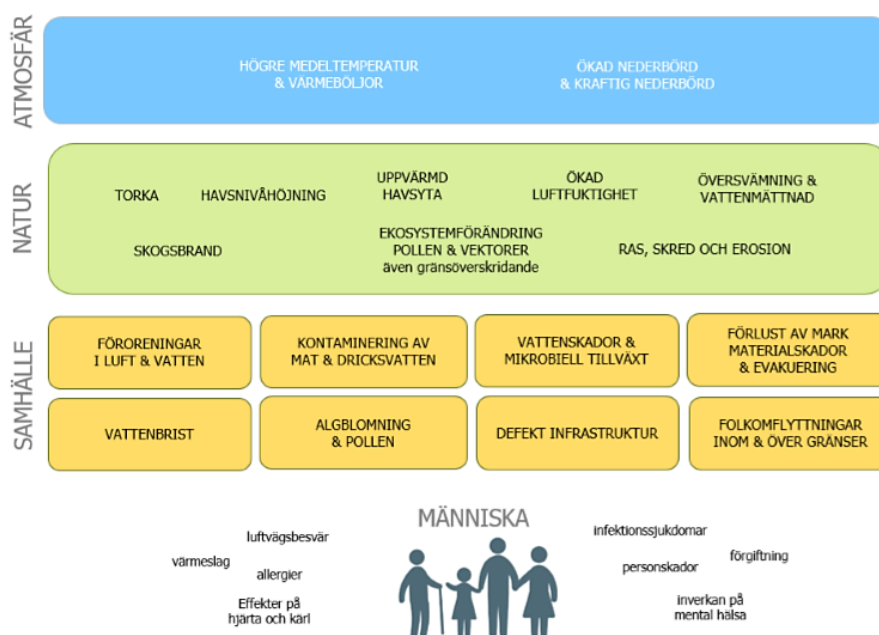 ATMOSFÄR
HÖGRE MEDELTEMPERATUR
& VÄRMEBÖLJOR
ÖKAD NEDERBÖRD
& KRAFTIG NEDERBÖRD
NATUR
TORKA
HAVSNIVÅHÖJNING
UPPVÄRMD
HAVSYTA
ÖKAD
LUFTFUKTIGHET
ÖVERSVÄMNING &
VATTENMÄTTNAD
SKOGSBRAND
EKOSYSTEMFÖRÄNDRING
POLLEN & VEKTORER
även gränsöverskridande
RAS, SKRED OCH EROSION
SAMHÄLLE
FÖRORENINGAR
I LUFT & VATTEN
KONTAMINERING AV
MAT & DRICKSVATTEN
VATTENSKADOR &
MIKROBIELL TILLVÄXT
FÖRLUST AV MARK
MATERIALSKADOR
& EVAKUERING
VATTENBRIST
ALGBLOMNING
& POLLEN
DEFEKT INFRASTRUKTUR
FOLKOMFLYTTNINGAR
INOM & ÖVER GRÄNSER
MÄNNISKA
luftvägsbesvär
värmeslag
allergier
Effekter på
hjärta och kärl
infektionssjukdomar
förgiftning
personskador
inverkan på
mental hälsa